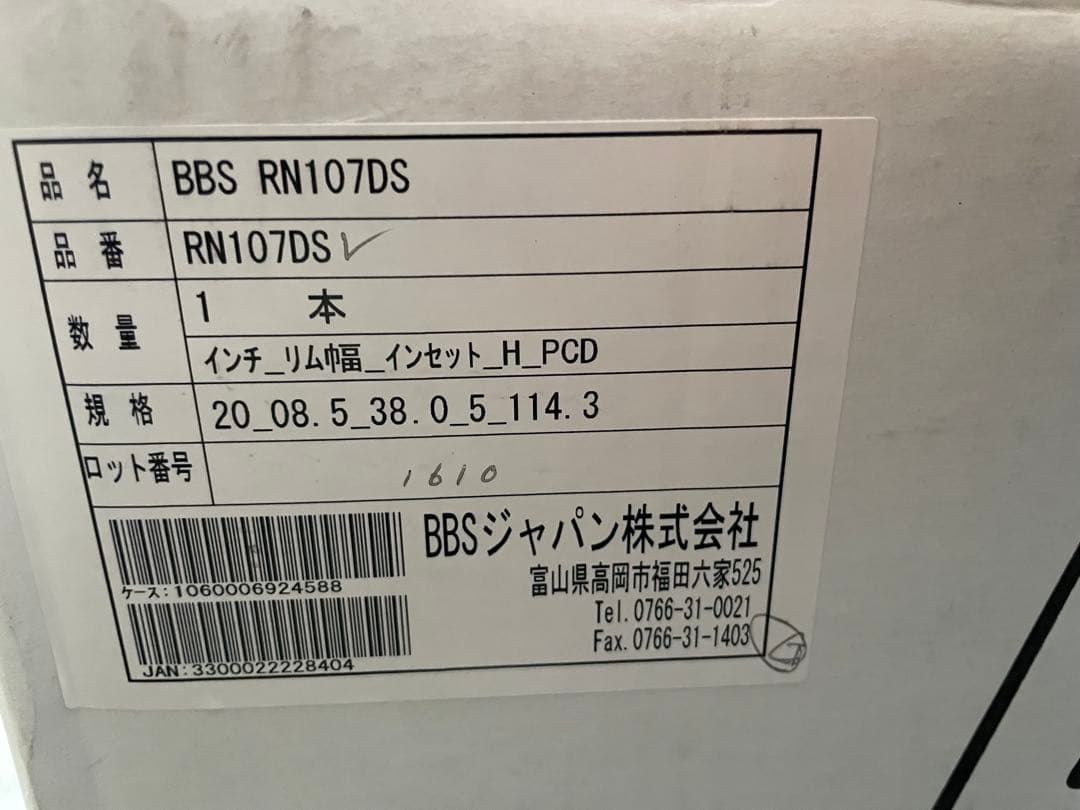 品名 BBS RN107DS
品番 RN107DS
数量 1 本
インチ_リム巾畐_インセット_H_PCD
規格 20_08.5_38.0_5_114.3
ロット番号 1610
BBSジャパン株式会社
富山県高岡市福田六家525
Tel.0766-31-0021
Fax.0766-31-1403
ケース:1060006924588
JAN:3300022228404